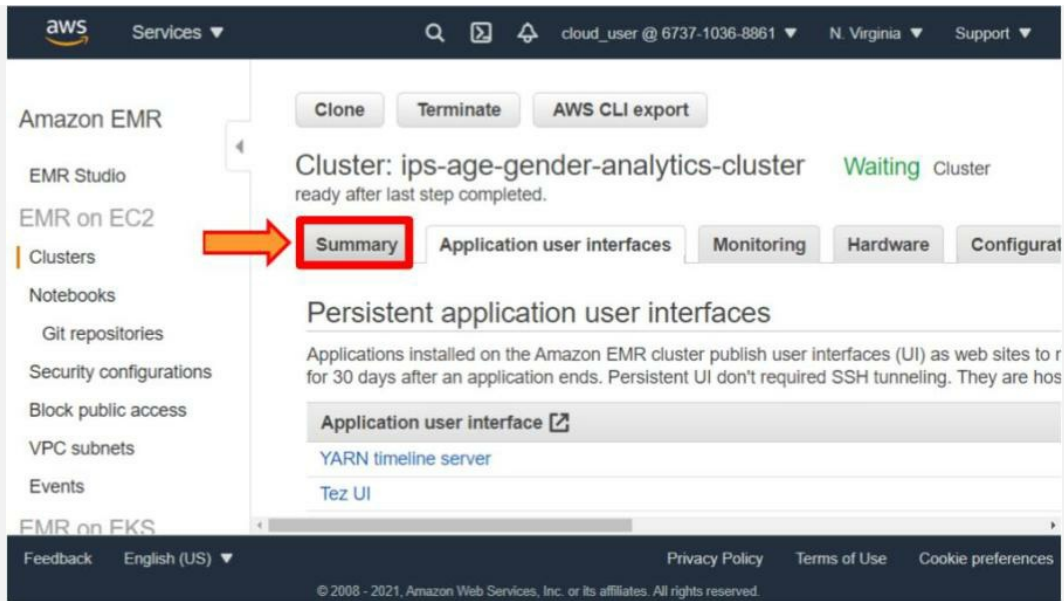 aws Services ▼ cloud_user @ 6737-1036-8861 ▼ N. Virginia ▼ Support ▼
Amazon EMR
EMR Studio
EMR on EC2
Clusters
Notebooks
Git repositories
Security configurations
Block public access
VPC subnets
Events
EMR on EKS
Clone Terminate AWS CLI export
Cluster: ips-age-gender-analytics-cluster Waiting Cluster
ready after last step completed.
Summary Application user interfaces Monitoring Hardware Configurat
Persistent application user interfaces
Applications installed on the Amazon EMR cluster publish user interfaces (UI) as web sites to
for 30 days after an application ends. Persistent UI don't required SSH tunneling. They are hos
Application user interface
YARN timeline server
Tez UI
Feedback English (US) ▼ Privacy Policy Terms of Use Cookie preferences
© 2008 - 2021, Amazon Web Services, Inc. or its affiliates. All rights reserved.